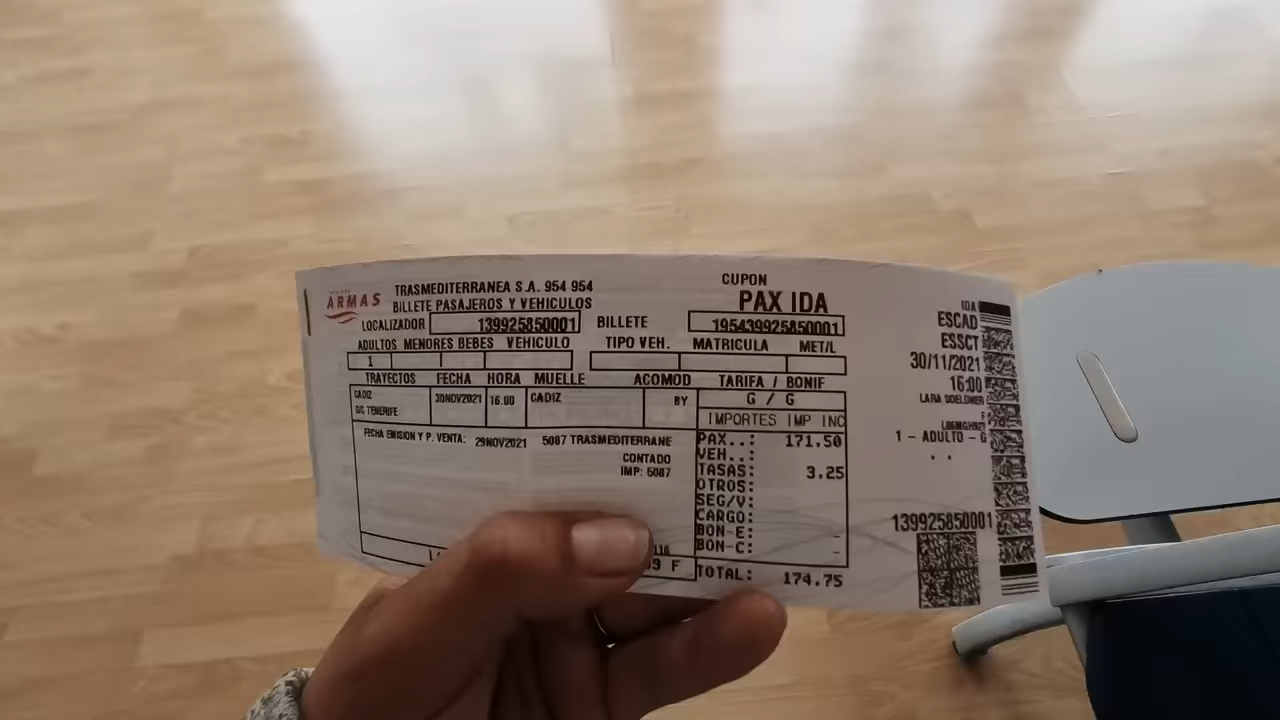 ARMAS
TRASMEDITERRANEA S.A. 954 954
BILLETE PASAJEROS Y VEHICULOS
LOCALIZADOR 139925850001 BILLETE
CUPON
PAX IDA
195439925850001
ADULTOS MENORES BEBES VEHICULO TIPO VEH. MATRICULA MET/L
1
TRAYECTOS FECHA HORA MUELLE ACOMOD TARIFA / BONIF
CADIZ 30NOV2021 16.00 CADIZ BY G / G
S/C TENERIFE
IMPORTES IMP INC
FECHA EMISION Y P. VENTA: 29NOV2021 5087 TRASMEDITERRANE
CONTADO
IMP: 5087
PAX..: 171.50
VEH..:
TASAS: 3.25
OTROS:
SEG/V:
CARGO:
BON-E: -
BON-C: -
TOTAL: 174.75
9 F
IDA
ESCAD
ESSCT
30/11/2021
16:00
F
1 - ADULTO - G
139925850001